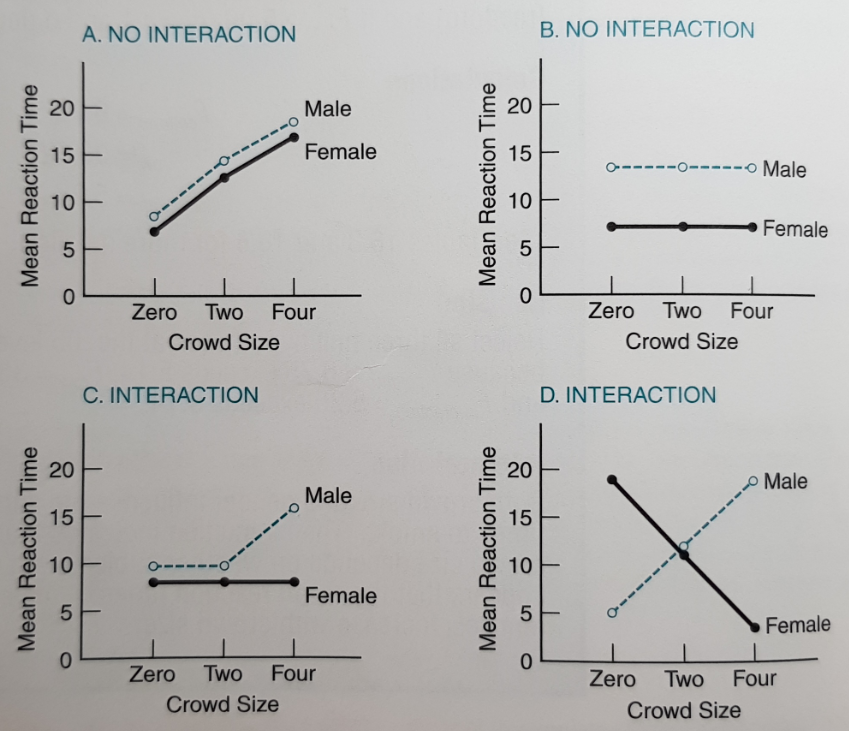 A. NO INTERACTION
Mean Reaction Time
20
15
10
5
0
Male
Female
Zero Two Four
Crowd Size
B. NO INTERACTION
Mean Reaction Time
20
15
10
5
0
Male
Female
Zero Two Four
Crowd Size
C. INTERACTION
Mean Reaction Time
20
15
10
5
0
Male
Female
Zero Two Four
Crowd Size
D. INTERACTION
Mean Reaction Time
20
15
10
5
0
Male
Female
Zero Two Four
Crowd Size